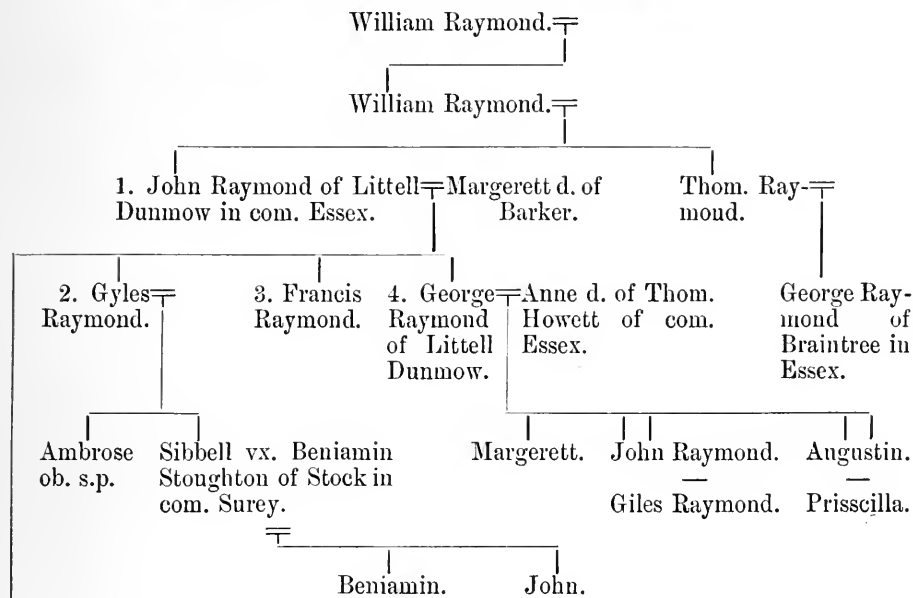 William Raymond.
William Raymond.
1. John Raymond of Littell
Dunmow in com. Essex.
Margerett d. of
Barker.
Thom. Ray-
mond.
2. Gyles
Raymond.
3. Francis
Raymond.
4. George
Raymond
of Littell
Dunmow.
Anne d. of Thom.
Howett of com.
Essex.
George Ray-
mond of
Braintree in
Essex.
Ambrose
ob. s.p.
Sibbell vx. Beniamin
Stoughton of Stock in
com. Surey.
Margerett.
John Raymond.
—
Giles Raymond.
Augustin.
—
Prisscilla.
Beniamin.
John.